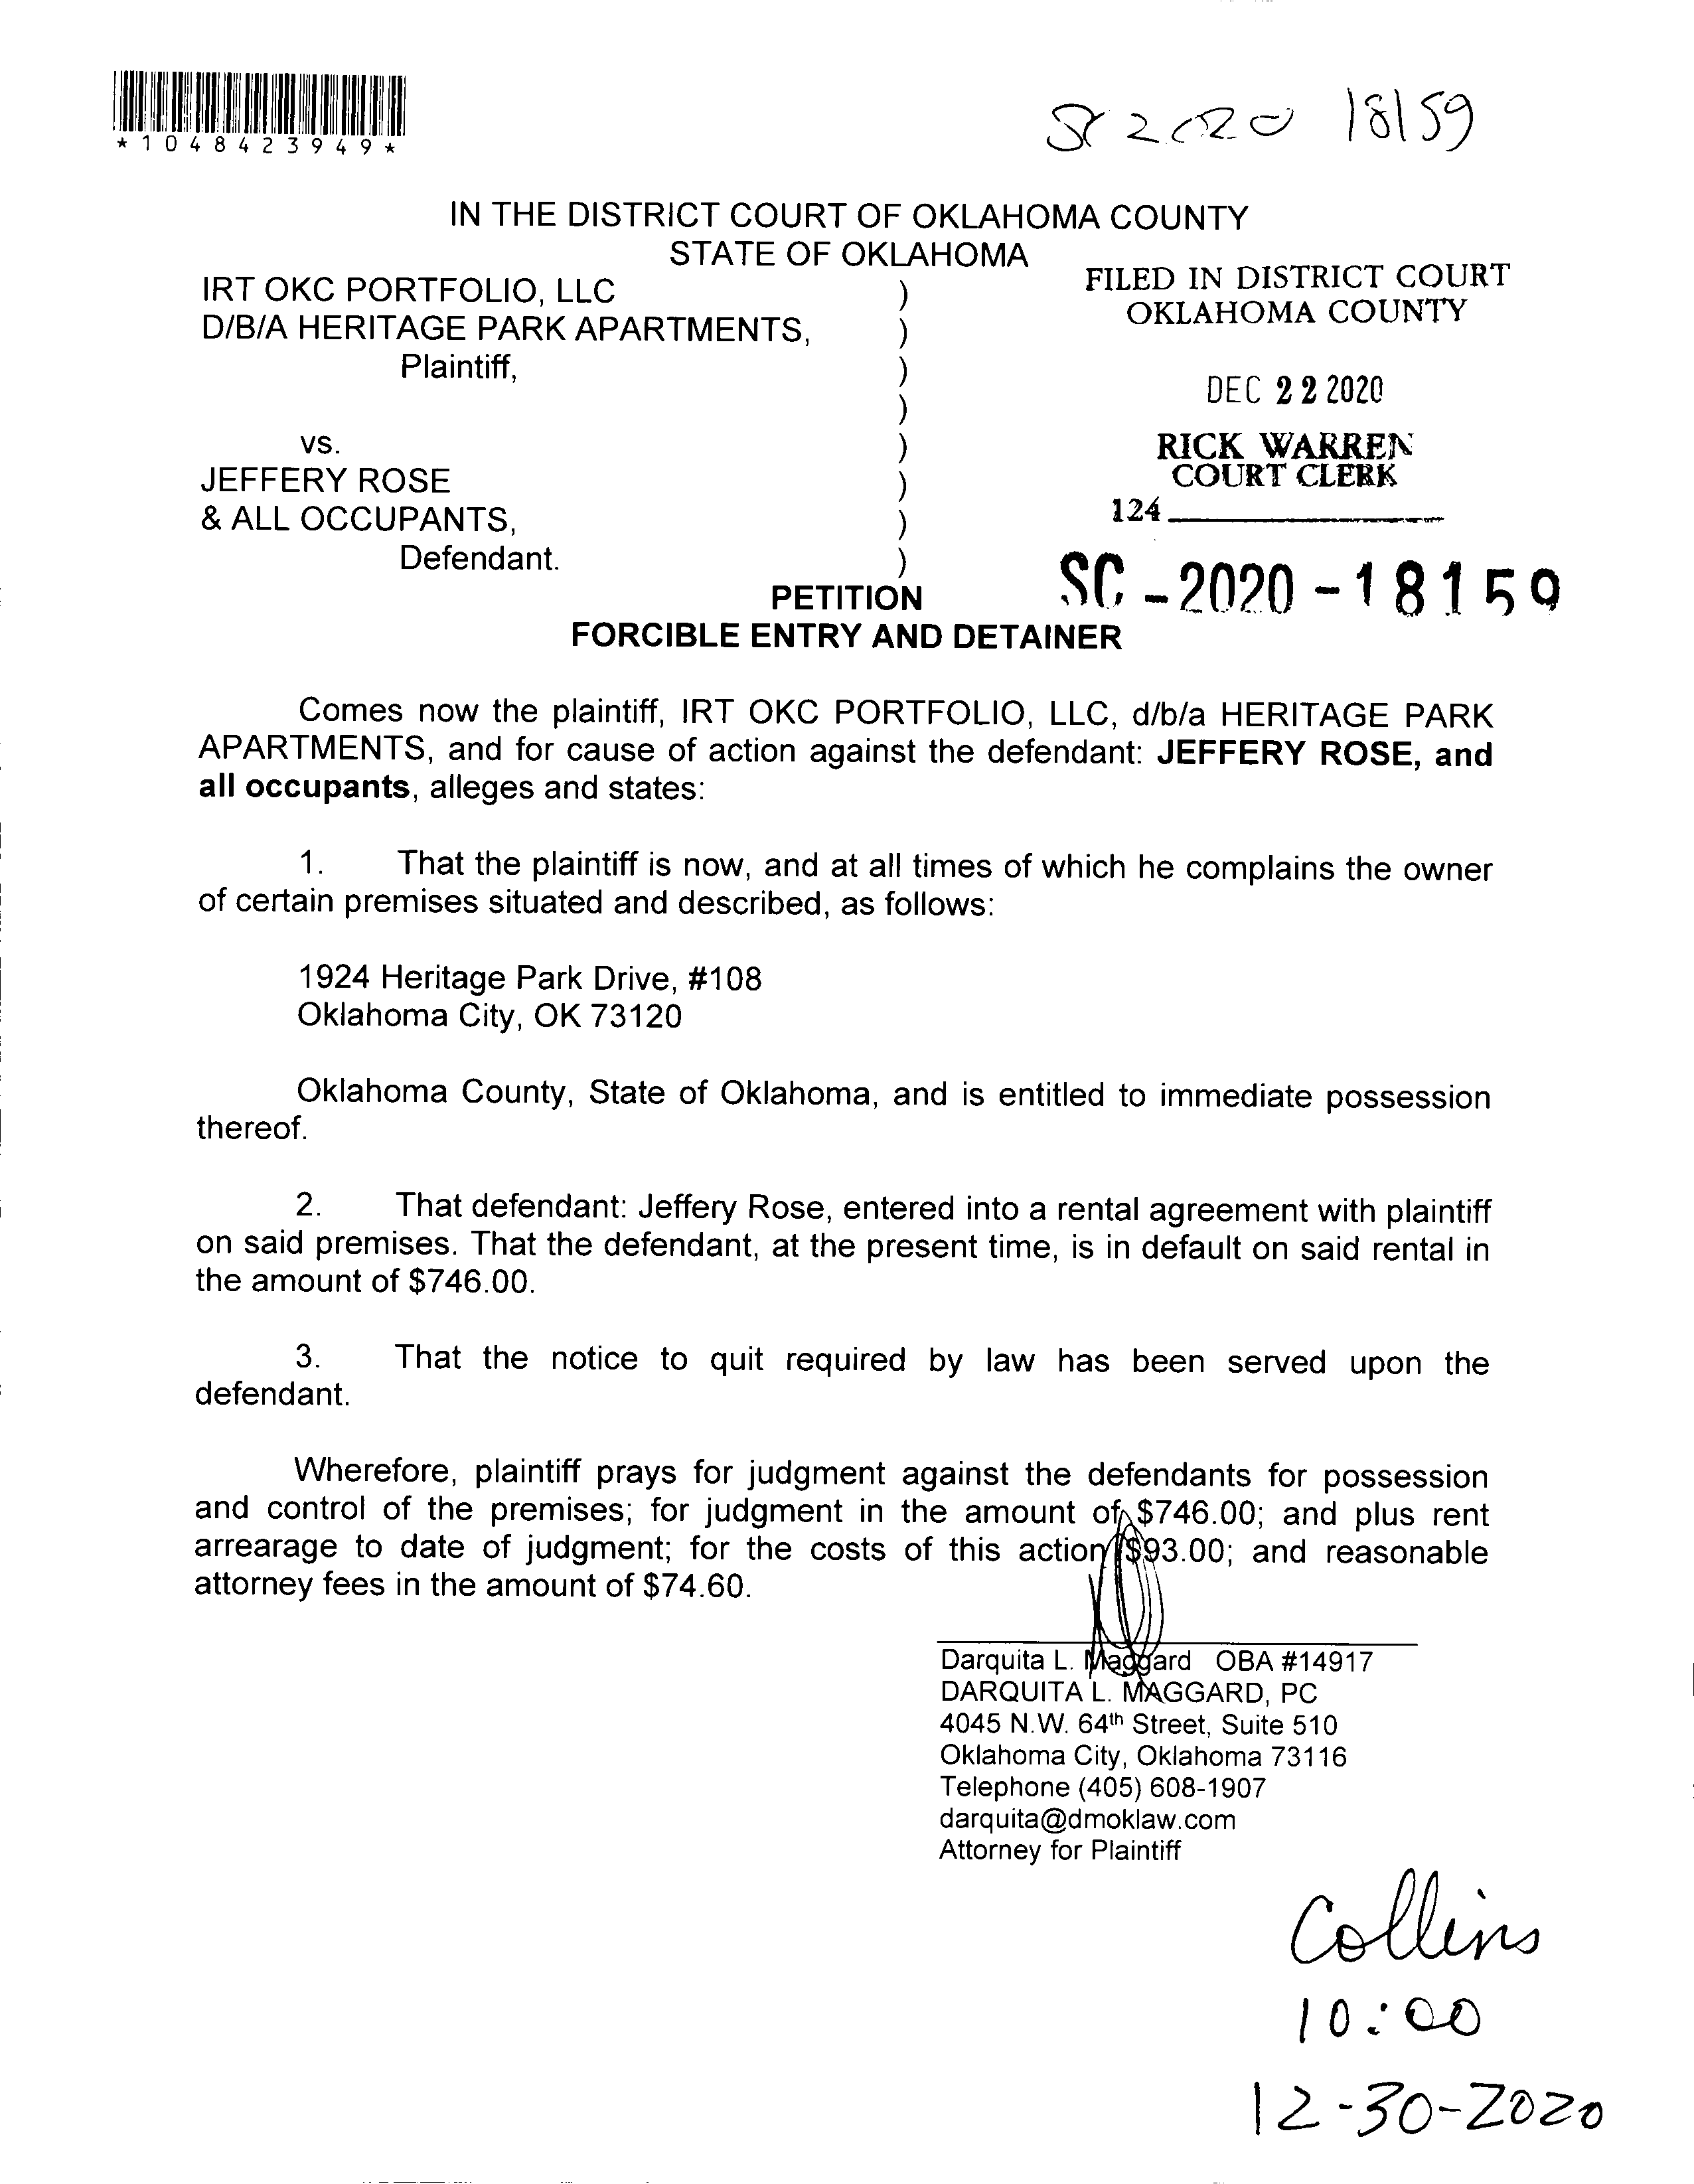 *1048423949*
SC 2020 18159
IN THE DISTRICT COURT OF OKLAHOMA COUNTY
STATE OF OKLAHOMA
IRT OKC PORTFOLIO, LLC )
D/B/A HERITAGE PARK APARTMENTS, )
Plaintiff, )
)
vs. )
JEFFERY ROSE )
& ALL OCCUPANTS, )
Defendant. )
FILED IN DISTRICT COURT
OKLAHOMA COUNTY
DEC 22 2020
RICK WARREN
COURT CLERK
124
SC-2020-18159
PETITION
FORCIBLE ENTRY AND DETAINER
Comes now the plaintiff, IRT OKC PORTFOLIO, LLC, d/b/a HERITAGE PARK
APARTMENTS, and for cause of action against the defendant: JEFFERY ROSE, and
all occupants, alleges and states:
1. That the plaintiff is now, and at all times of which he complains the owner
of certain premises situated and described, as follows:
1924 Heritage Park Drive, #108
Oklahoma City, OK 73120
Oklahoma County, State of Oklahoma, and is entitled to immediate possession
thereof.
2. That defendant: Jeffery Rose, entered into a rental agreement with plaintiff
on said premises. That the defendant, at the present time, is in default on said rental in
the amount of $746.00.
3. That the notice to quit required by law has been served upon the
defendant.
Wherefore, plaintiff prays for judgment against the defendants for possession
and control of the premises; for judgment in the amount of $746.00; and plus rent
arrearage to date of judgment; for the costs of this action $93.00; and reasonable
attorney fees in the amount of $74.60.
Darquita L. Maggard OBA #14917
DARQUITA L. MAGGARD, PC
4045 N.W. 64th Street, Suite 510
Oklahoma City, Oklahoma 73116
Telephone (405) 608-1907
darquita@dmoklaw.com
Attorney for Plaintiff
Collins
10:00
12-30-2020